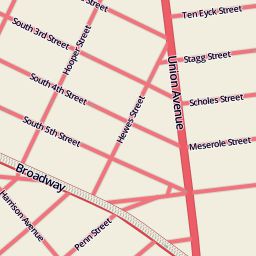 Ten Eyck Street
South 3rd Street
Hooper Street
Stagg Street
Union Avenue
South 4th Street
Scholes Street
Hewes Street
South 5th Street
Meserole Street
Broadway
Harrison Avenue
Penn Street